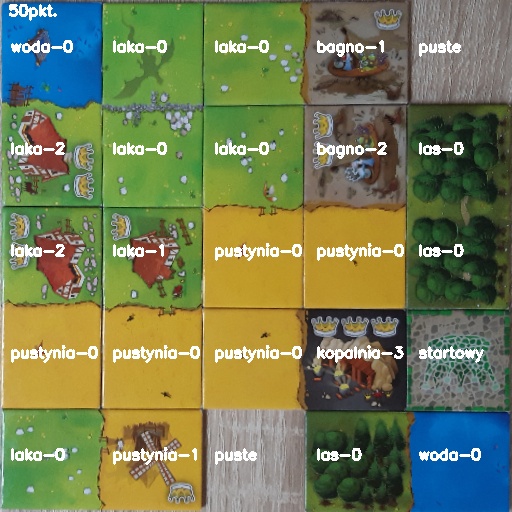 50pkt.
woda-0 laka-0 laka-0 bagno-1 puste
laka-2 laka-0 laka-0 bagno-2 las-0
laka-2 laka-1 pustynia-0 pustynia-0 las-0
pustynia-0 pustynia-0 pustynia-0 kopalnia-3 startowy
laka-0 pustynia-1 puste las-0 woda-0